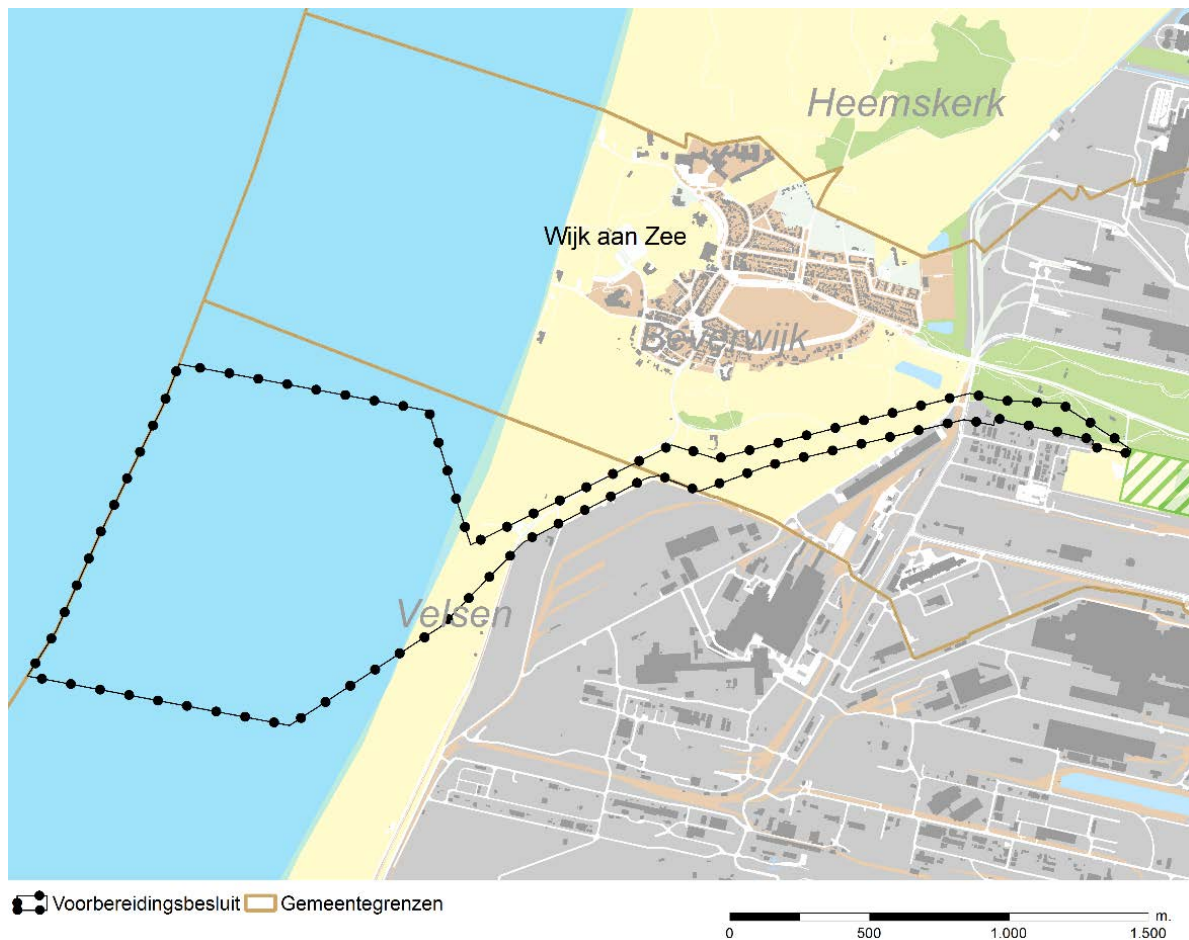 Heemskerk
Wijk aan Zee
Beverwijk
Velsen
Voorbereidingsbesluit Gemeentegrenzen
m.
0 500 1.000 1.500